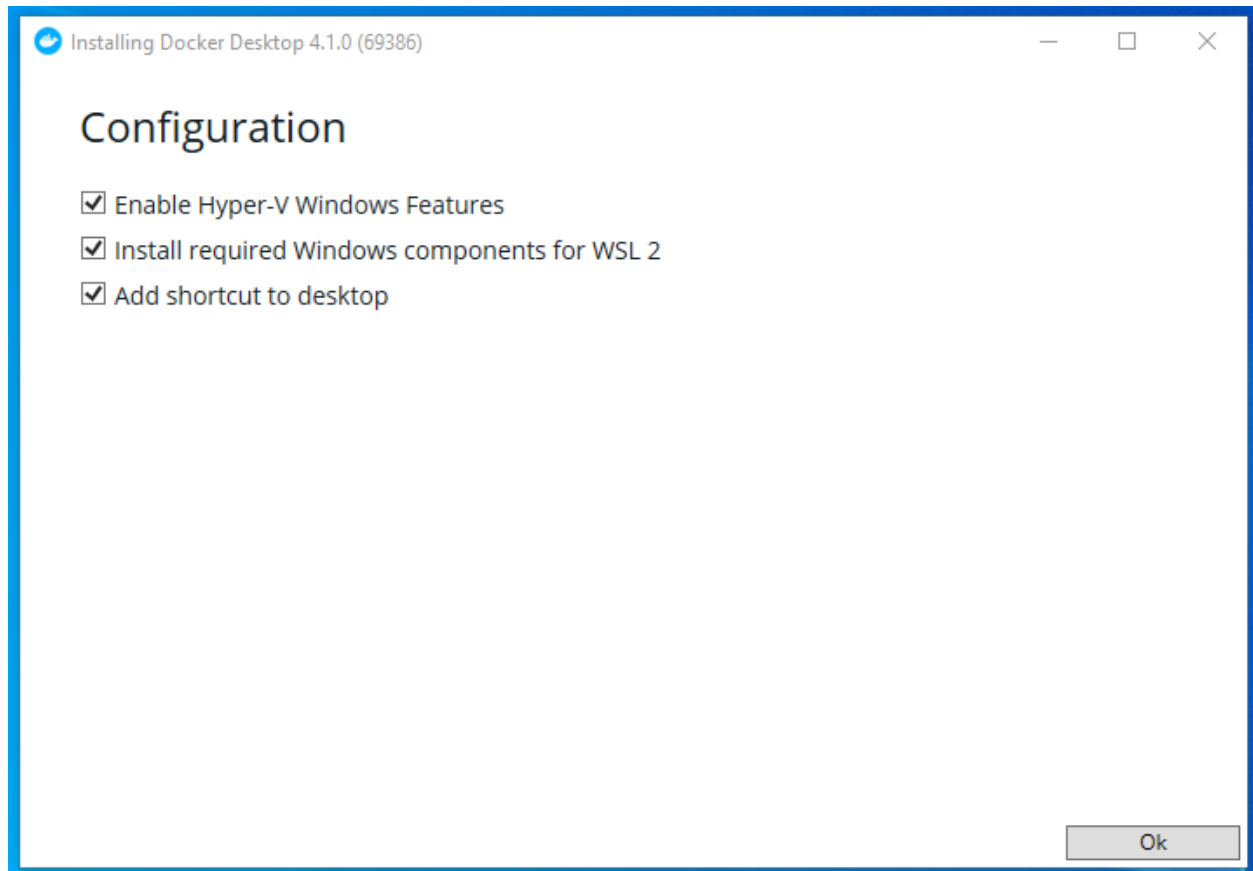 Installing Docker Desktop 4.1.0 (69386)
Configuration
Enable Hyper-V Windows Features
Install required Windows components for WSL 2
Add shortcut to desktop
Ok